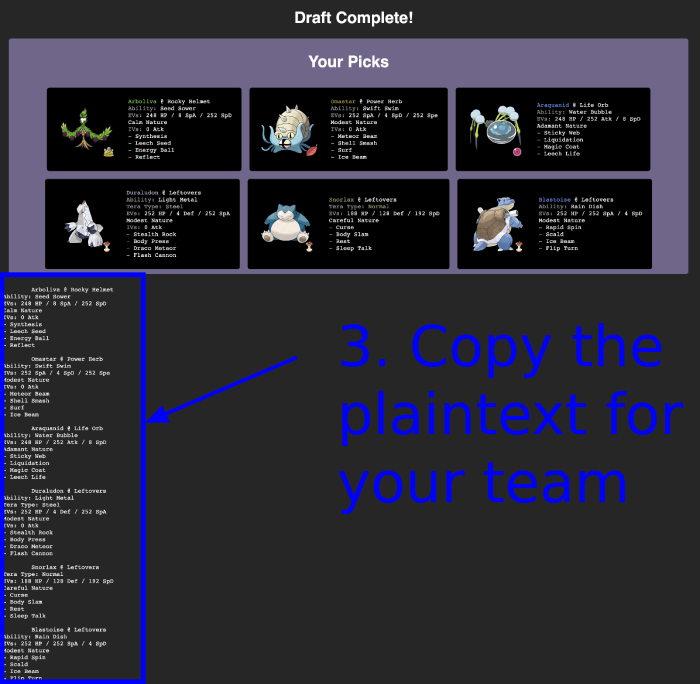 Draft Complete!
Your Picks
Arboliva @ Rocky Helmet
Ability: Seed Sower
EVs: 248 HP / 8 SpA / 252 SpD
Calm Nature
IVs: 0 Atk
- Synthesis
- Leech Seed
- Energy Ball
- Reflect
Omastar @ Power Herb
Ability: Swift Swim
EVs: 252 SpA / 4 SpD / 252 Spe
Modest Nature
IVs: 0 Atk
- Meteor Beam
- Shell Smash
- Surf
- Ice Beam
Araquanid @ Life Orb
Ability: Water Bubble
EVs: 248 HP / 252 Atk / 8 SpD
Adamant Nature
- Sticky Web
- Liquidation
- Magic Coat
- Leech Life
Duraludon @ Leftovers
Ability: Light Metal
Tera Type: Steel
EVs: 252 HP / 4 Def / 252 SpA
Modest Nature
IVs: 0 Atk
- Stealth Rock
- Body Press
- Draco Meteor
- Flash Cannon
Snorlax @ Leftovers
Tera Type: Normal
EVs: 188 HP / 128 Def / 192 SpD
Careful Nature
- Curse
- Body Slam
- Rest
- Sleep Talk
Blastoise @ Leftovers
Ability: Rain Dish
EVs: 252 HP / 252 SpA / 4 SpD
Modest Nature
- Rapid Spin
- Scald
- Ice Beam
- Flip Turn
Arboliva @ Rocky Helmet
Ability: Seed Sower
EVs: 248 HP / 8 SpA / 252 SpD
Calm Nature
IVs: 0 Atk
- Synthesis
- Leech Seed
- Energy Ball
- Reflect
Omastar @ Power Herb
Ability: Swift Swim
EVs: 252 SpA / 4 SpD / 252 Spe
Modest Nature
IVs: 0 Atk
- Meteor Beam
- Shell Smash
- Surf
- Ice Beam
Araquanid @ Life Orb
Ability: Water Bubble
EVs: 248 HP / 252 Atk / 8 SpD
Adamant Nature
- Sticky Web
- Liquidation
- Magic Coat
- Leech Life
Duraludon @ Leftovers
Ability: Light Metal
Tera Type: Steel
EVs: 252 HP / 4 Def / 252 SpA
Modest Nature
IVs: 0 Atk
- Stealth Rock
- Body Press
- Draco Meteor
- Flash Cannon
Snorlax @ Leftovers
Tera Type: Normal
EVs: 188 HP / 128 Def / 192 SpD
Careful Nature
- Curse
- Body Slam
- Rest
- Sleep Talk
Blastoise @ Leftovers
Ability: Rain Dish
EVs: 252 HP / 252 SpA / 4 SpD
Modest Nature
- Rapid Spin
- Scald
- Ice Beam
- Flip Turn
3. Copy the
plaintext for
your team